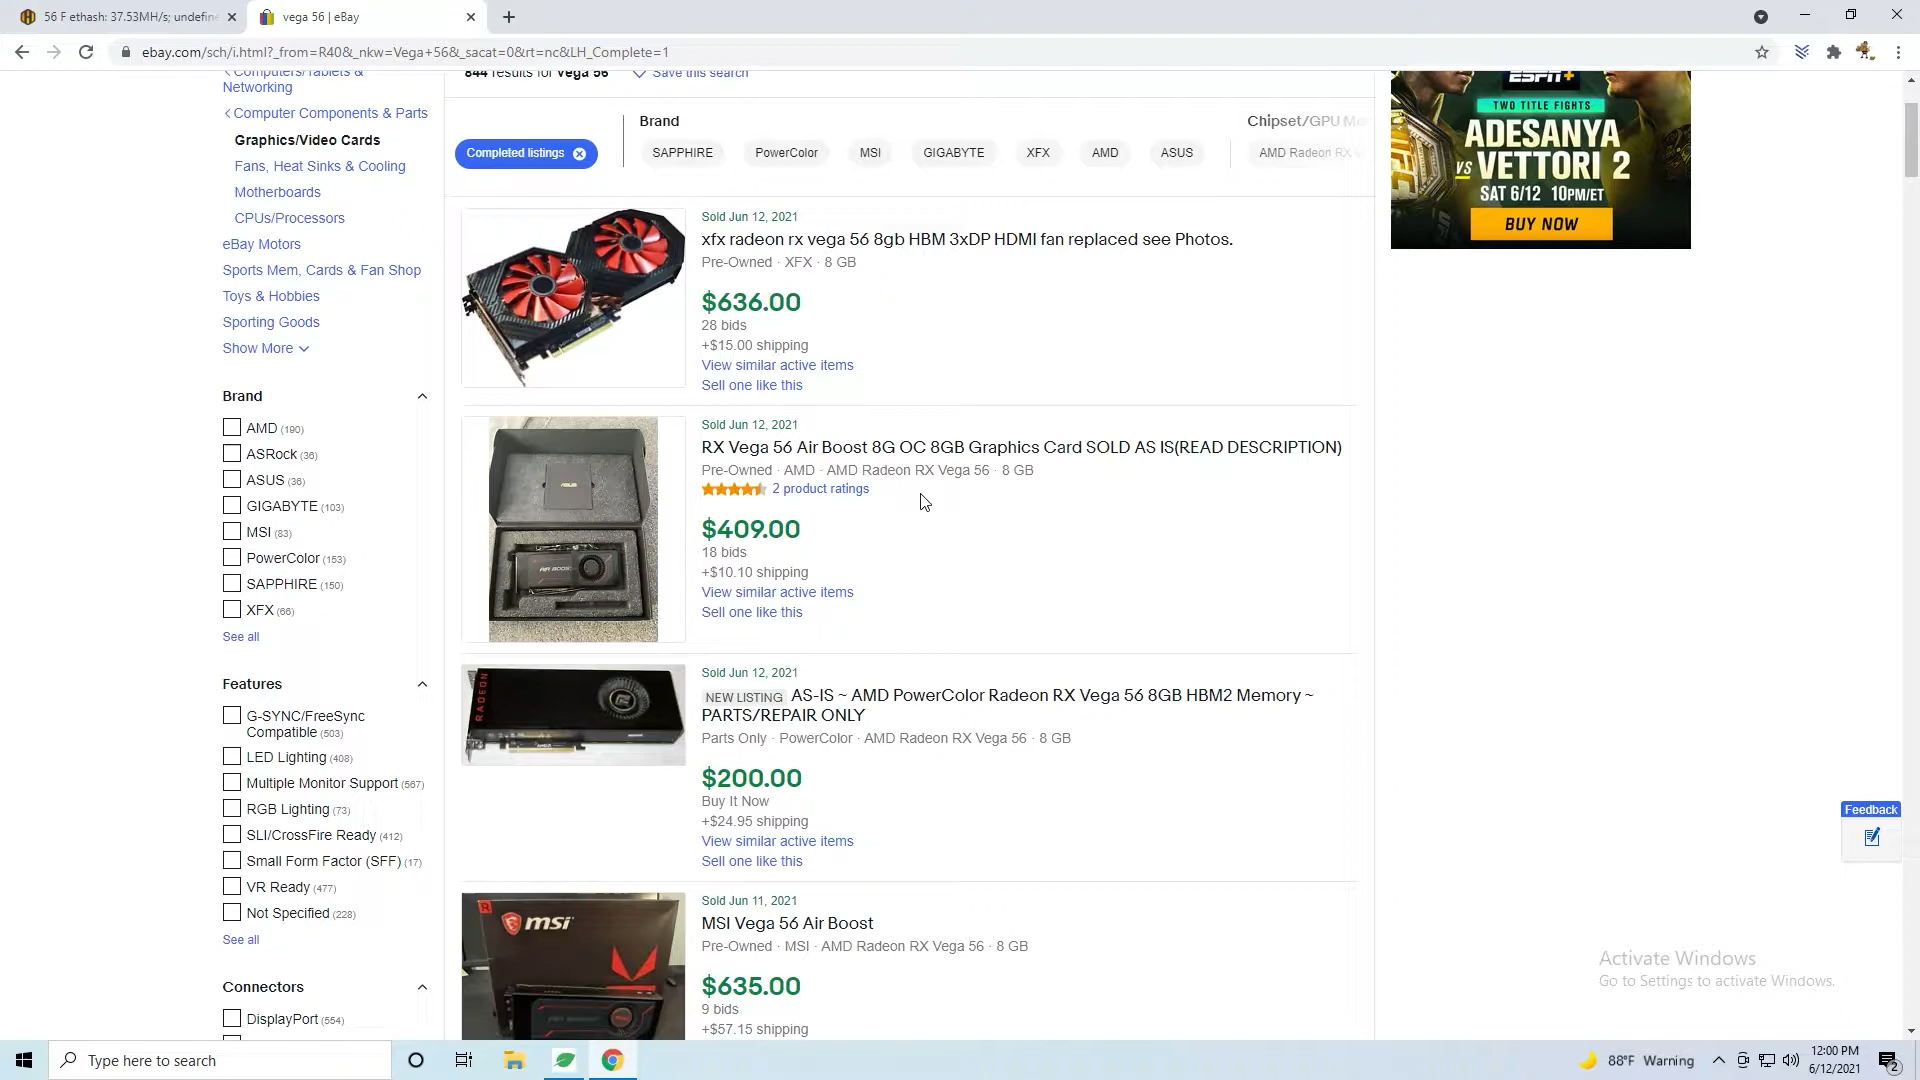 56 F ethash: 37.53MH/s; undefine
vega 56 | eBay
ebay.com/sch/i.html?_from=R40&_nkw=Vega+56&_sacat=0&rt=nc&LH_Complete=1
Computers/Tablets &
Networking
Computer Components & Parts
Graphics/Video Cards
Fans, Heat Sinks & Cooling
Motherboards
CPUs/Processors
eBay Motors
Sports Mem, Cards & Fan Shop
Toys & Hobbies
Sporting Goods
Show More
Brand
AMD (190)
ASRock (36)
ASUS (36)
GIGABYTE (103)
MSI (83)
PowerColor (153)
SAPPHIRE (150)
XFX (66)
See all
Features
G-SYNC/FreeSync
Compatible (503)
LED Lighting (408)
Multiple Monitor Support (567)
RGB Lighting (73)
SLI/CrossFire Ready (412)
Small Form Factor (SFF) (17)
VR Ready (477)
Not Specified (228)
See all
Connectors
DisplayPort (554)
844 results for vega 56
Save this search
Completed listings
Brand
SAPPHIRE
PowerColor
MSI
GIGABYTE
XFX
AMD
ASUS
Chipset/GPU Mo
AMD Radeon RX V
Sold Jun 12, 2021
xfx radeon rx vega 56 8gb HBM 3xDP HDMI fan replaced see Photos.
Pre-Owned · XFX · 8 GB
$636.00
28 bids
+$15.00 shipping
View similar active items
Sell one like this
Sold Jun 12, 2021
RX Vega 56 Air Boost 8G OC 8GB Graphics Card SOLD AS IS(READ DESCRIPTION)
Pre-Owned · AMD · AMD Radeon RX Vega 56 · 8 GB
2 product ratings
$409.00
18 bids
+$10.10 shipping
View similar active items
Sell one like this
ASUS
AIR BOOST
Sold Jun 12, 2021
NEW LISTING AS-IS ~ AMD PowerColor Radeon RX Vega 56 8GB HBM2 Memory ~
PARTS/REPAIR ONLY
Parts Only · PowerColor · AMD Radeon RX Vega 56 · 8 GB
$200.00
Buy It Now
+$24.95 shipping
View similar active items
Sell one like this
RADEON
Sold Jun 11, 2021
MSI Vega 56 Air Boost
Pre-Owned · MSI · AMD Radeon RX Vega 56 · 8 GB
$635.00
9 bids
+$57.15 shipping
msi
ESPN+
TWO TITLE FIGHTS
ADESANYA
VS VETTORI 2
SAT 6/12 10PM/ET
BUY NOW
Feedback
Activate Windows
Go to Settings to activate Windows.
Type here to search
88°F Warning
12:00 PM
6/12/2021
2